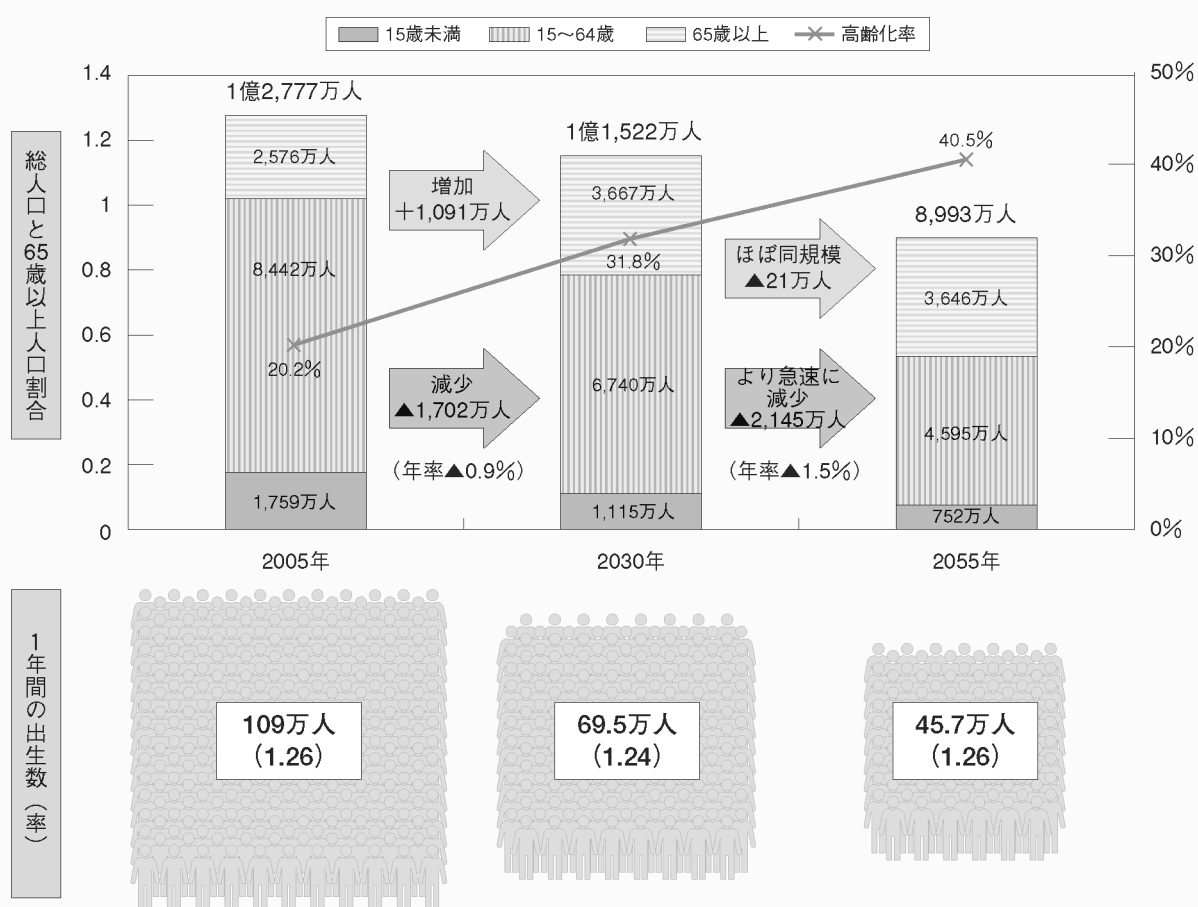 15歳未満 15～64歳 65歳以上 高齢化率
総人口と65歳以上人口割合
1.4
1.2
1
0.8
0.6
0.4
0.2
0
50%
40%
30%
20%
10%
0%
1億2,777万人
2,576万人
8,442万人
20.2%
1,759万人
増加
＋1,091万人
減少
▲1,702万人
（年率▲0.9%）
1億1,522万人
3,667万人
31.8%
6,740万人
1,115万人
ほぼ同規模
▲21万人
より急速に
減少
▲2,145万人
（年率▲1.5%）
40.5%
8,993万人
3,646万人
4,595万人
752万人
2005年 2030年 2055年
1年間の出生数（率）
109万人
（1.26）
69.5万人
（1.24）
45.7万人
（1.26）